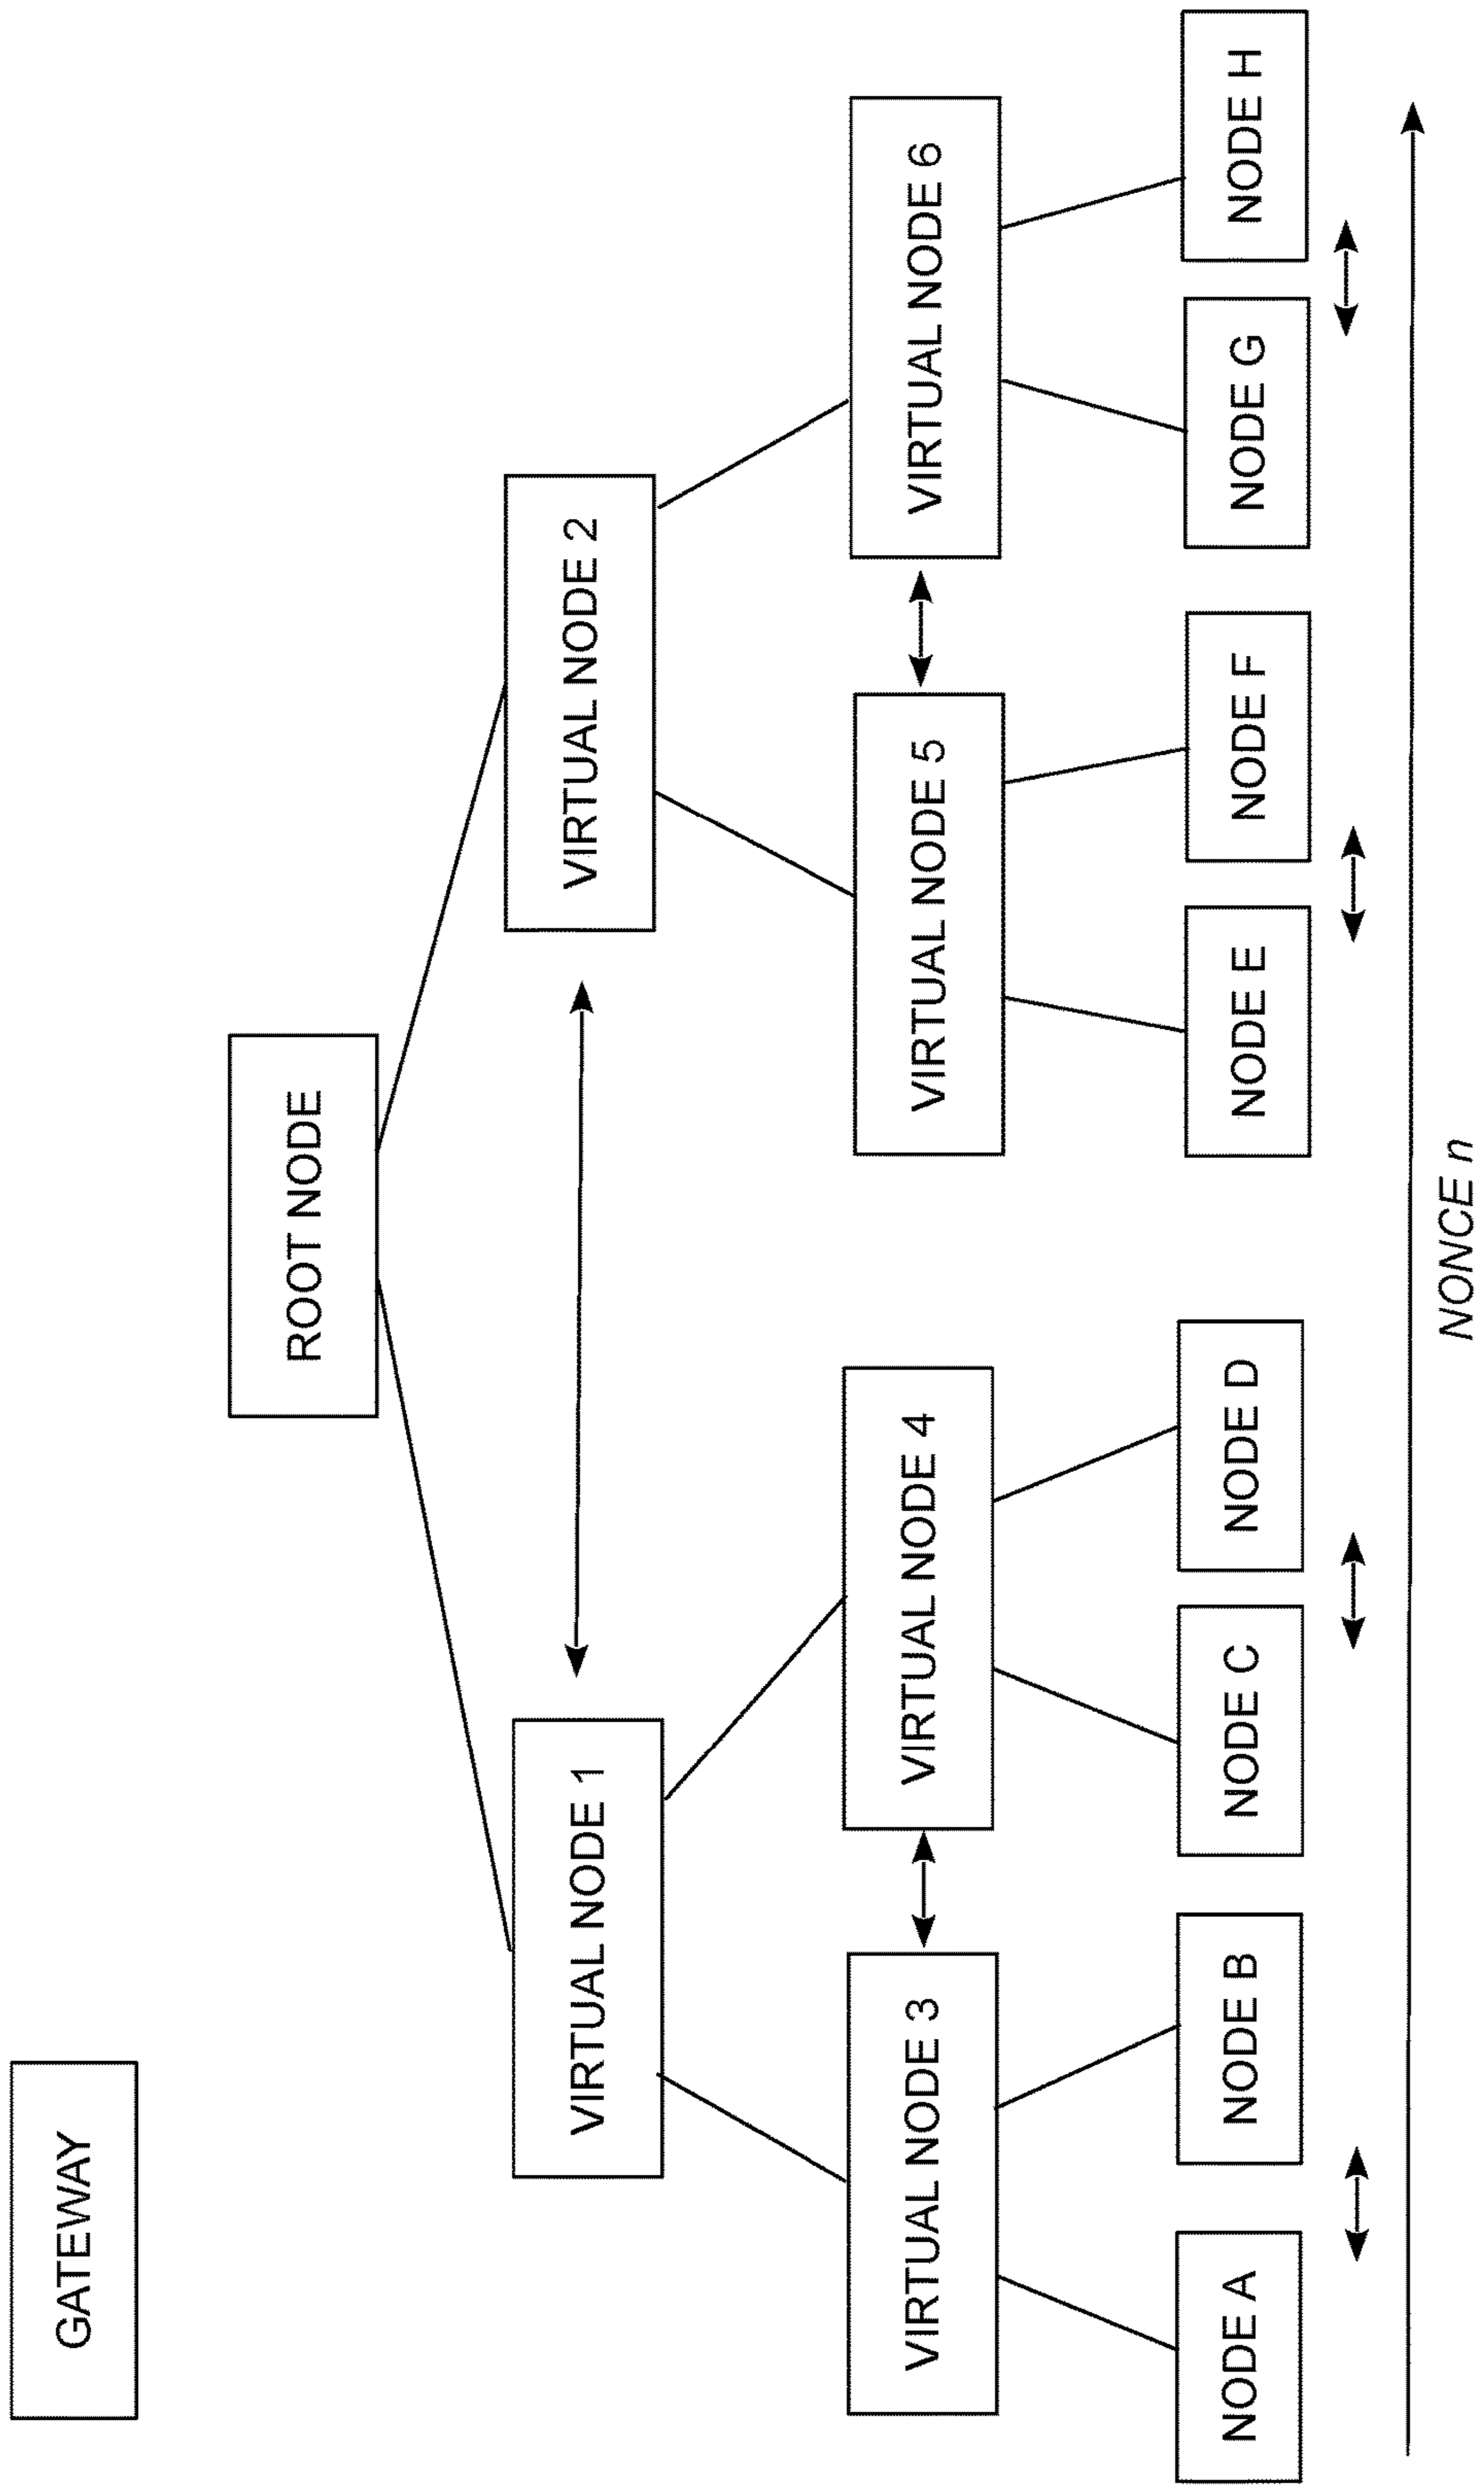 GATEWAY
ROOT NODE
VIRTUAL NODE 1
VIRTUAL NODE 2
VIRTUAL NODE 3
VIRTUAL NODE 4
VIRTUAL NODE 5
VIRTUAL NODE 6
NODE A
NODE B
NODE C
NODE D
NODE E
NODE F
NODE G
NODE H
NONCE n